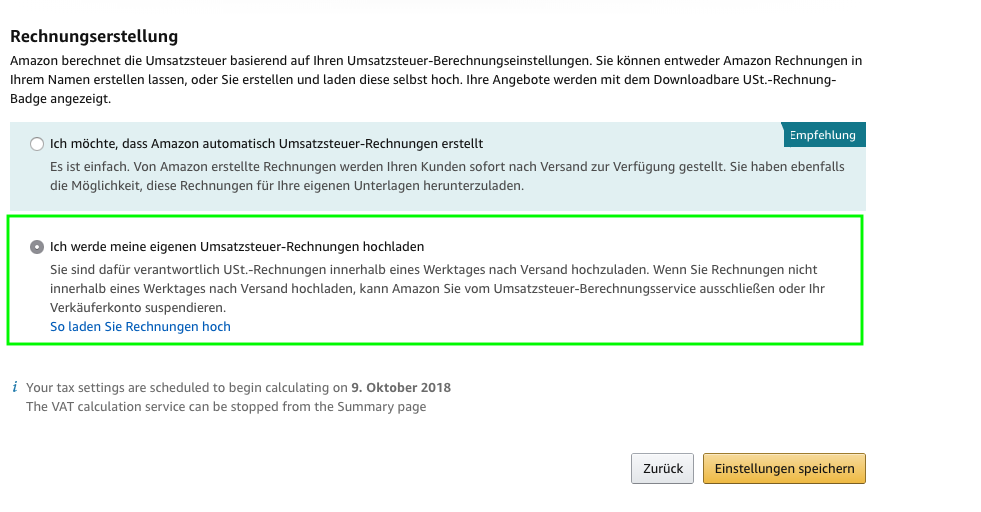 Rechnungserstellung
Amazon berechnet die Umsatzsteuer basierend auf Ihren Umsatzsteuer-Berechnungseinstellungen. Sie können entweder Amazon Rechnungen in
Ihrem Namen erstellen lassen, oder Sie erstellen und laden diese selbst hoch. Ihre Angebote werden mit dem Downloadbare USt.-Rechnung-
Badge angezeigt.
Empfehlung
Ich möchte, dass Amazon automatisch Umsatzsteuer-Rechnungen erstellt
Es ist einfach. Von Amazon erstellte Rechnungen werden Ihren Kunden sofort nach Versand zur Verfügung gestellt. Sie haben ebenfalls
die Möglichkeit, diese Rechnungen für Ihre eigenen Unterlagen herunterzuladen.
Ich werde meine eigenen Umsatzsteuer-Rechnungen hochladen
Sie sind dafür verantwortlich USt.-Rechnungen innerhalb eines Werktages nach Versand hochzuladen. Wenn Sie Rechnungen nicht
innerhalb eines Werktages nach Versand hochladen, kann Amazon Sie vom Umsatzsteuer-Berechnungsservice ausschließen oder Ihr
Verkäuferkonto suspendieren.
So laden Sie Rechnungen hoch
i Your tax settings are scheduled to begin calculating on 9. Oktober 2018
The VAT calculation service can be stopped from the Summary page
Zurück
Einstellungen speichern